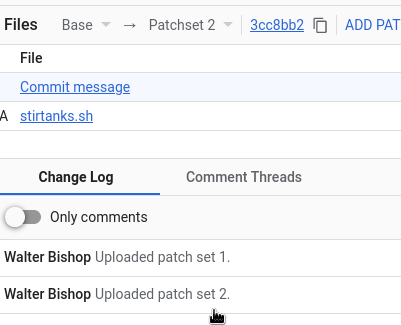 Files Base → Patchset 2 3cc8bb2 ADD PAT
File
Commit message
A stirtanks.sh
Change Log Comment Threads
Only comments
Walter Bishop Uploaded patch set 1.
Walter Bishop Uploaded patch set 2.